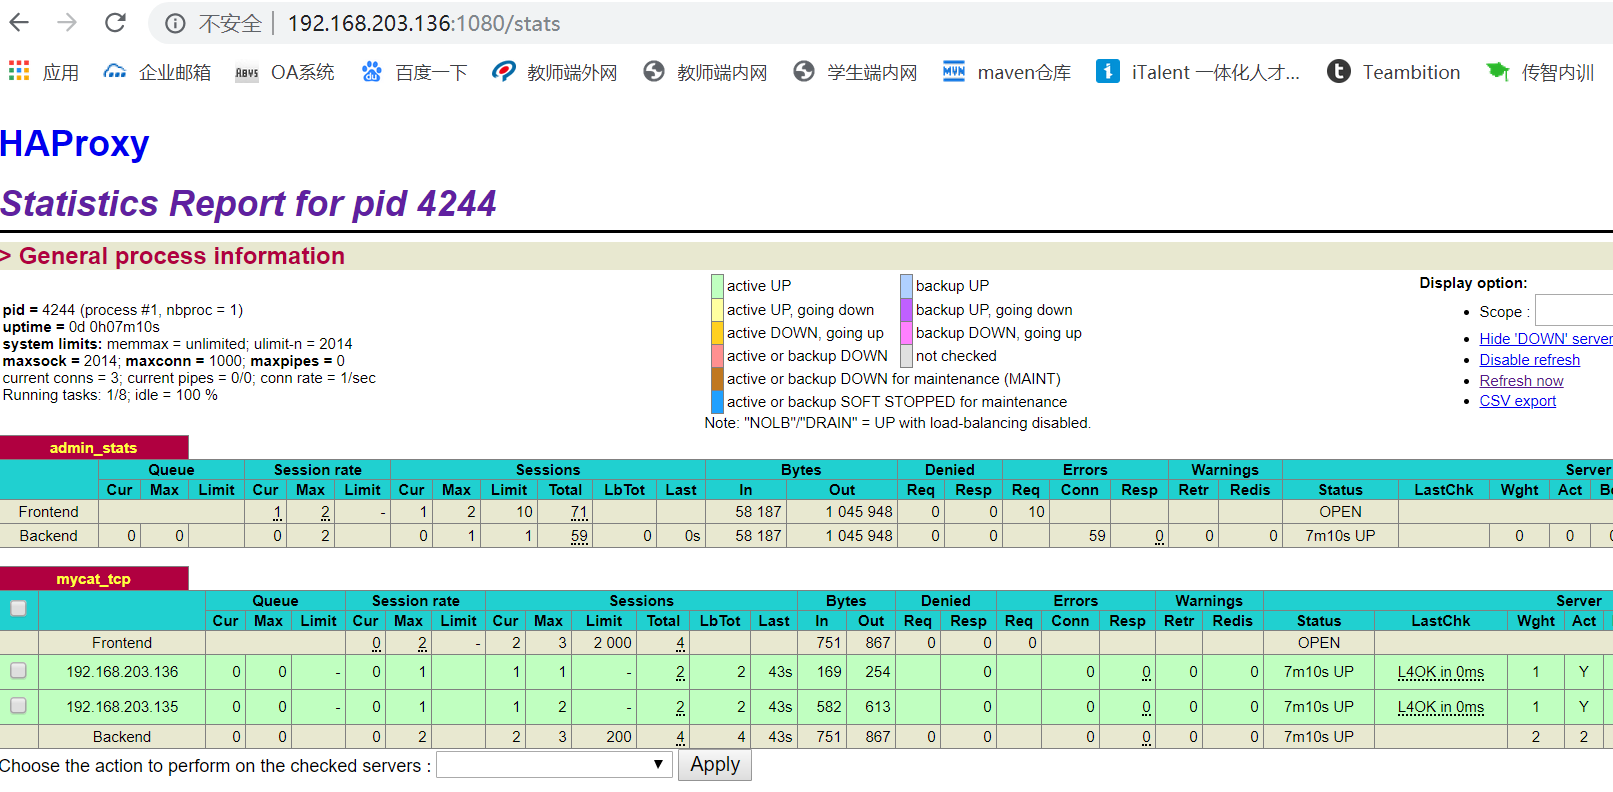 不安全 192.168.203.136:1080/stats
应用 企业邮箱 OA系统 百度一下 教师端外网 教师端内网 学生端内网 maven仓库 iTalent 一体化人才... Teambition 传智内训
HAProxy
Statistics Report for pid 4244
> General process information
pid = 4244 (process #1, nbproc = 1)
uptime = 0d 0h07m10s
system limits: memmax = unlimited; ulimit-n = 2014
maxsock = 2014; maxconn = 1000; maxpipes = 0
current conns = 3; current pipes = 0/0; conn rate = 1/sec
Running tasks: 1/8; idle = 100 %
active UP backup UP
active UP, going down backup UP, going down
active DOWN, going up backup DOWN, going up
active or backup DOWN not checked
active or backup DOWN for maintenance (MAINT)
active or backup SOFT STOPPED for maintenance
Note: "NOLB"/"DRAIN" = UP with load-balancing disabled.
Display option:
Scope :
Hide 'DOWN' server
Disable refresh
Refresh now
CSV export
admin_stats
Queue Session rate Sessions Bytes Denied Errors Warnings Server
Cur Max Limit Cur Max Limit Cur Max Limit Total LbTot Last In Out Req Resp Req Conn Resp Retr Redis Status LastChk Wght Act
Frontend 1 2 - 1 2 10 71 58 187 1 045 948 0 0 10 OPEN
Backend 0 0 0 2 0 1 1 59 0 0s 58 187 1 045 948 0 0 59 0 0 0 7m10s UP 0 0
mycat_tcp
Queue Session rate Sessions Bytes Denied Errors Warnings Server
Cur Max Limit Cur Max Limit Cur Max Limit Total LbTot Last In Out Req Resp Req Conn Resp Retr Redis Status LastChk Wght Act
Frontend 0 2 - 2 3 2 000 4 751 867 0 0 0 OPEN
192.168.203.136 0 0 - 0 1 1 1 - 2 2 43s 169 254 0 0 0 0 0 7m10s UP L4OK in 0ms 1 Y
192.168.203.135 0 0 - 0 1 1 2 - 2 2 43s 582 613 0 0 0 0 0 7m10s UP L4OK in 0ms 1 Y
Backend 0 0 0 2 2 3 200 4 4 43s 751 867 0 0 0 0 0 0 7m10s UP 2 2
Choose the action to perform on the checked servers : Apply